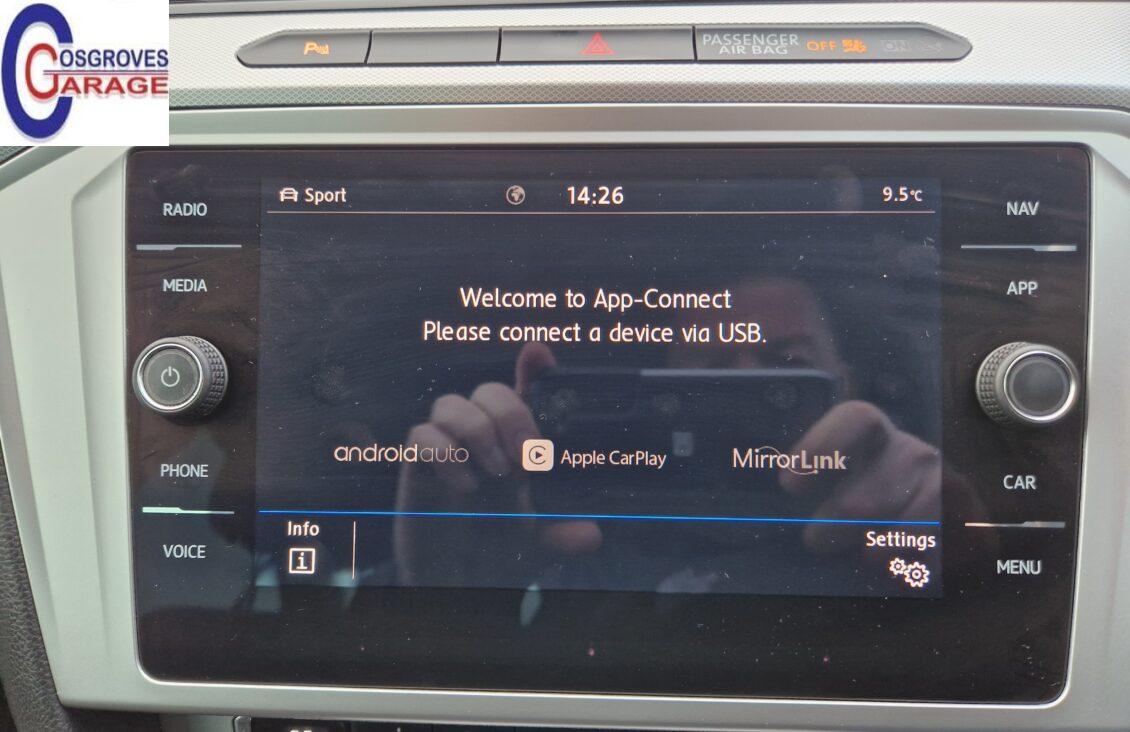 COSGROVES
GARAGE
P
PASSENGER
AIR BAG OFF ON
RADIO
Sport 14:26 9.5°C
NAV
MEDIA
APP
Welcome to App-Connect
Please connect a device via USB.
androidauto Apple CarPlay MirrorLink
PHONE
CAR
Info
Settings
VOICE
MENU